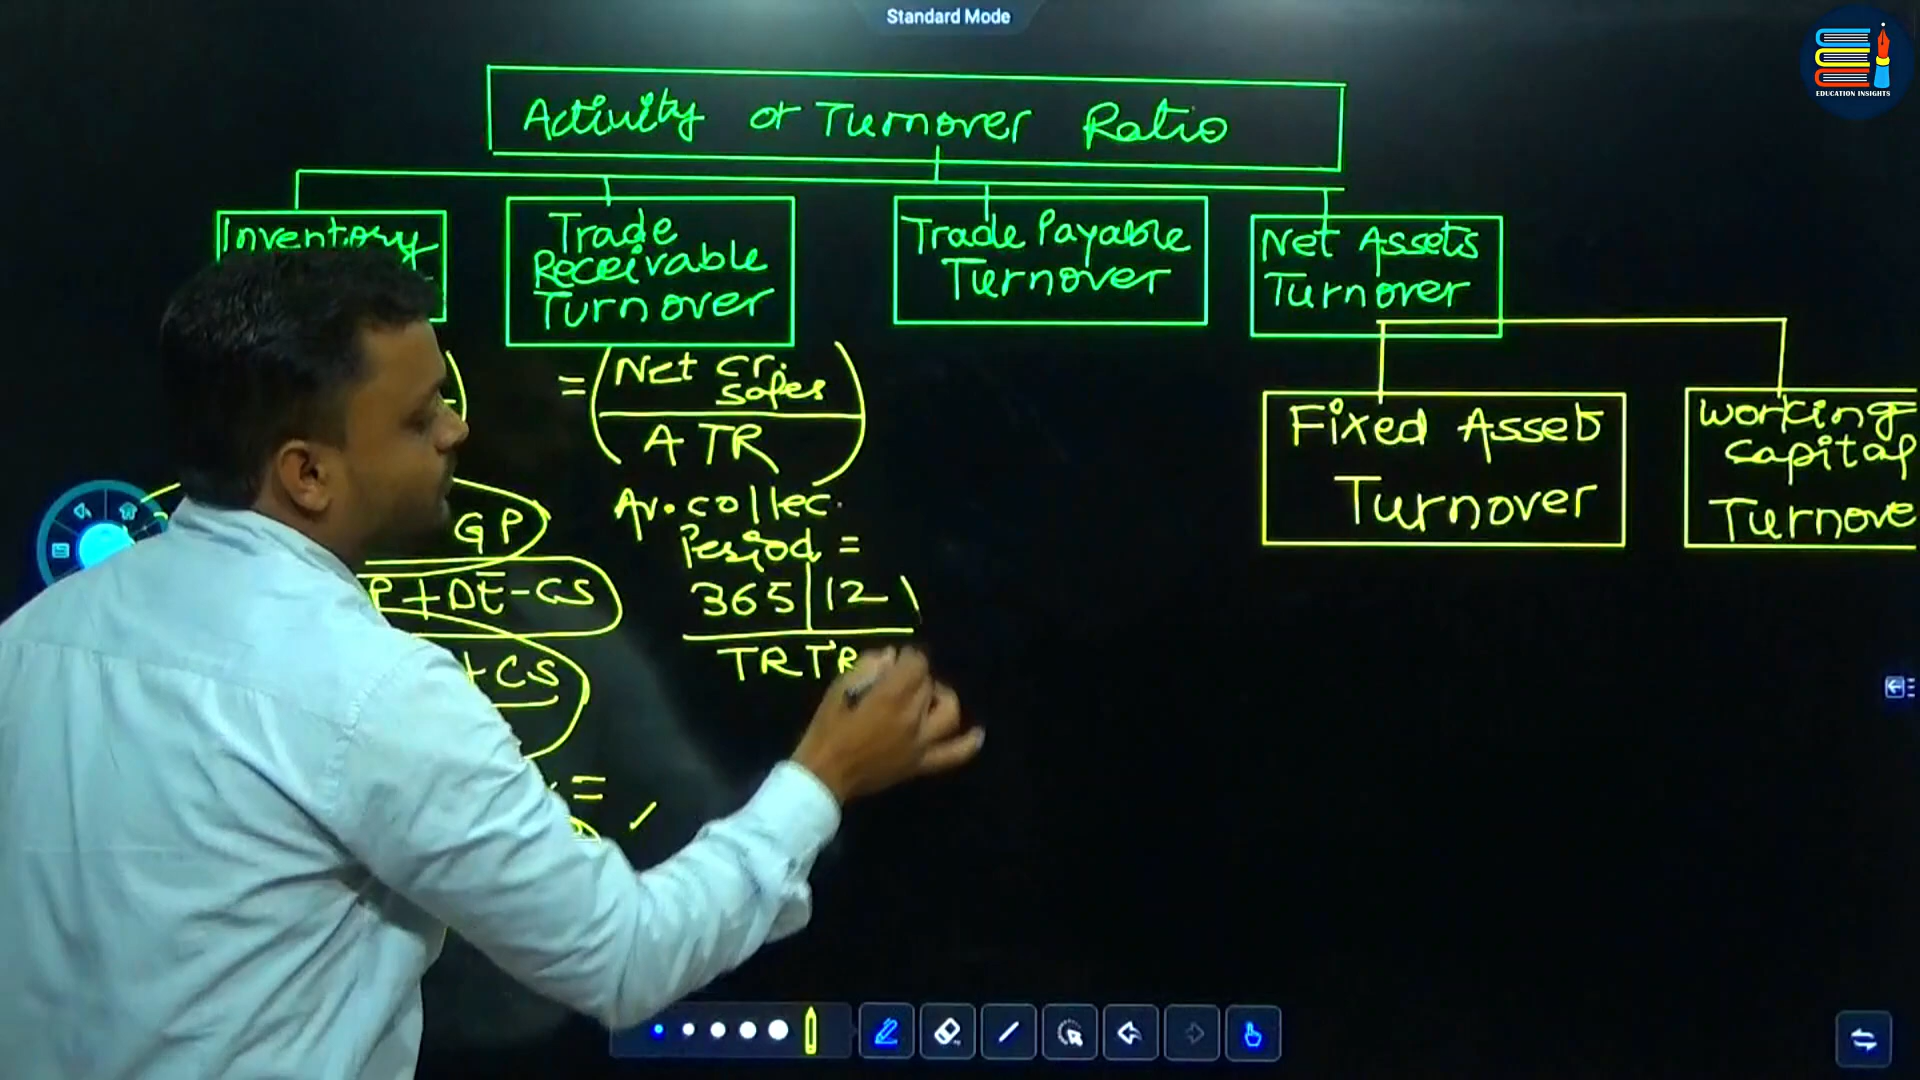 Standard Mode
EDUCATION INSIGHTS
Activity or Turnover Ratio
Inventory
Trade
Receivable
Turnover
Trade Payable
Turnover
Net Assets
Turnover
= Net cr.
Sales
ATR
Av. collec.
Period =
365 | 12
TRTR
GP
+ DE - CS
+ CS
=
Fixed Assets
Turnover
Working
Capital
Turnove